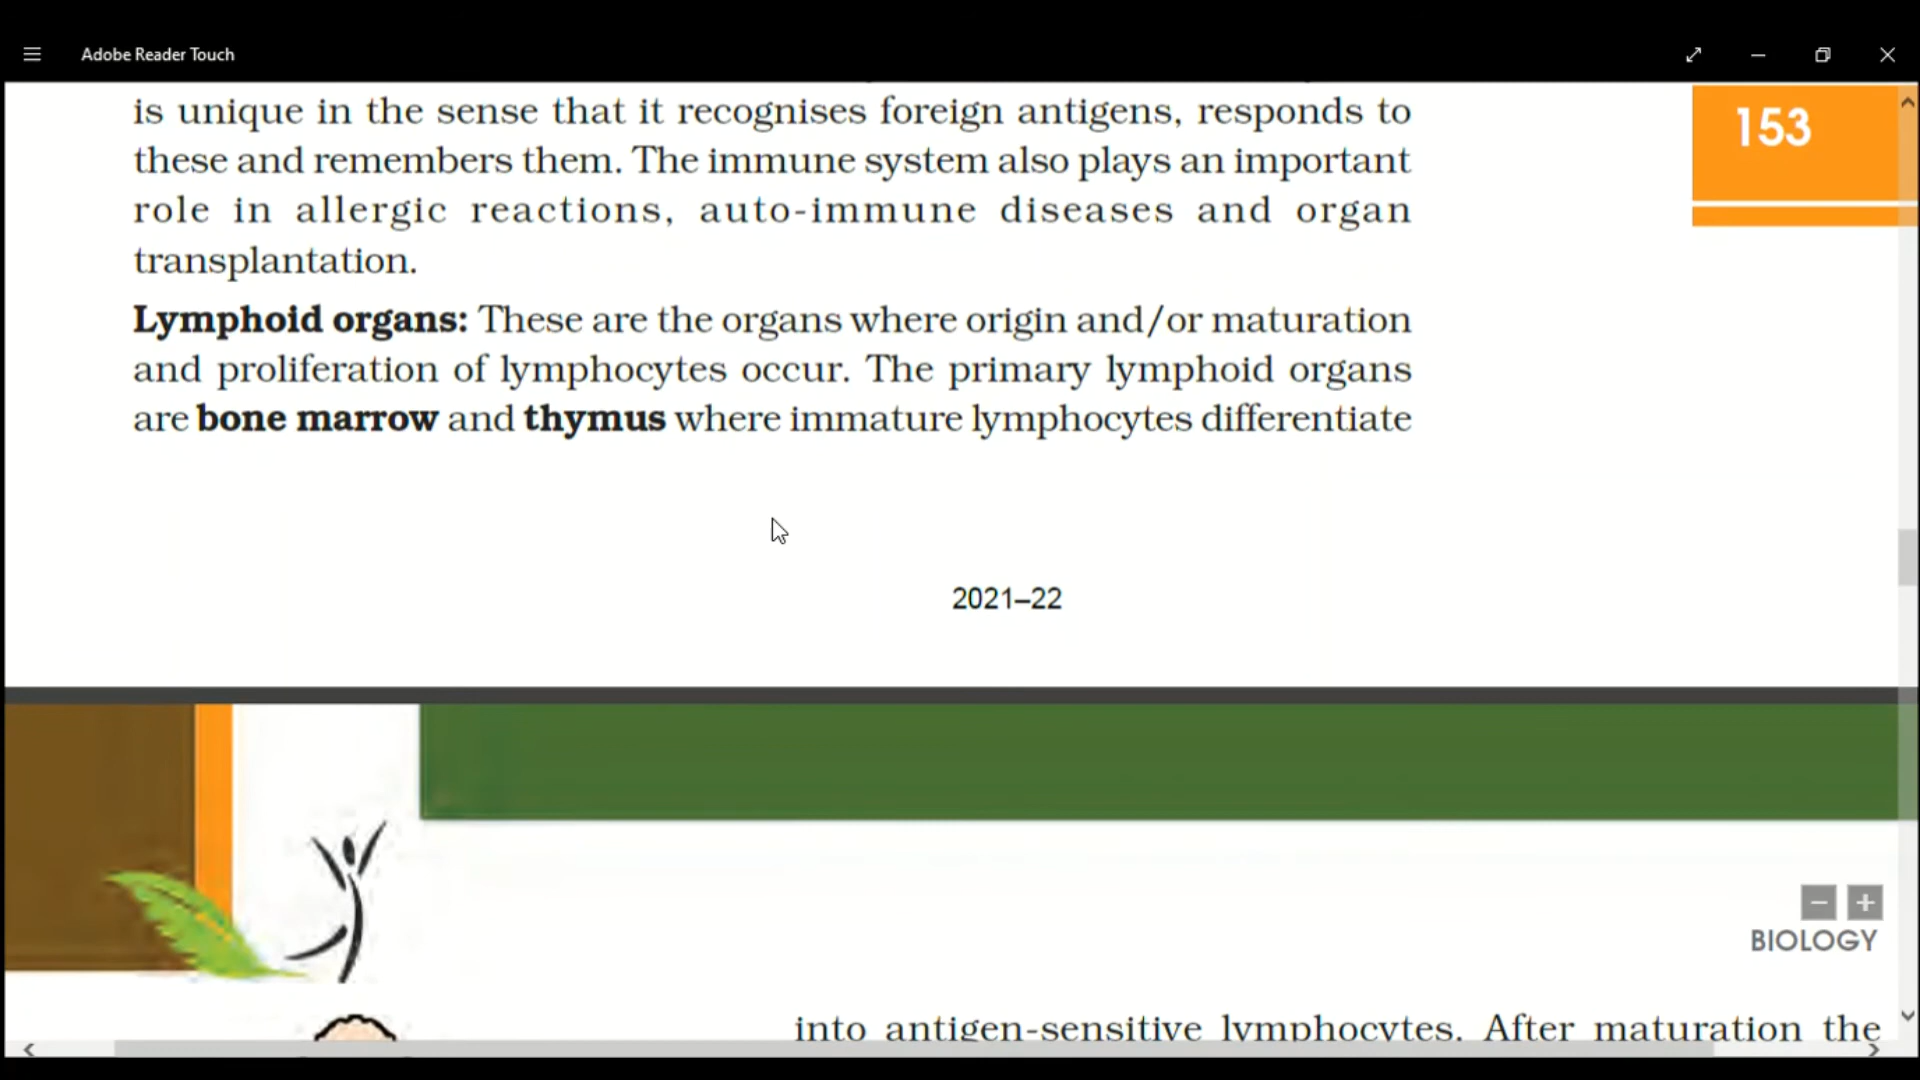 Adobe Reader Touch
is unique in the sense that it recognises foreign antigens, responds to
these and remembers them. The immune system also plays an important
role in allergic reactions, auto-immune diseases and organ
transplantation.
153
Lymphoid organs: These are the organs where origin and/or maturation
and proliferation of lymphocytes occur. The primary lymphoid organs
are bone marrow and thymus where immature lymphocytes differentiate
2021–22
BIOLOGY
into antigen-sensitive lymphocytes. After maturation the